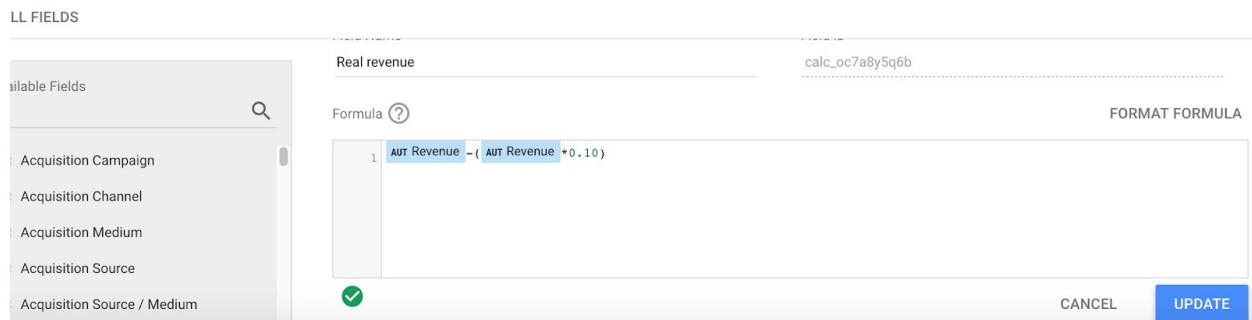 LL FIELDS
Real revenue
calc_oc7a8y5q6b
ailable Fields
Formula ?
FORMAT FORMULA
1 AUT Revenue -( AUT Revenue *0.10)
Acquisition Campaign
Acquisition Channel
Acquisition Medium
Acquisition Source
Acquisition Source / Medium
CANCEL
UPDATE